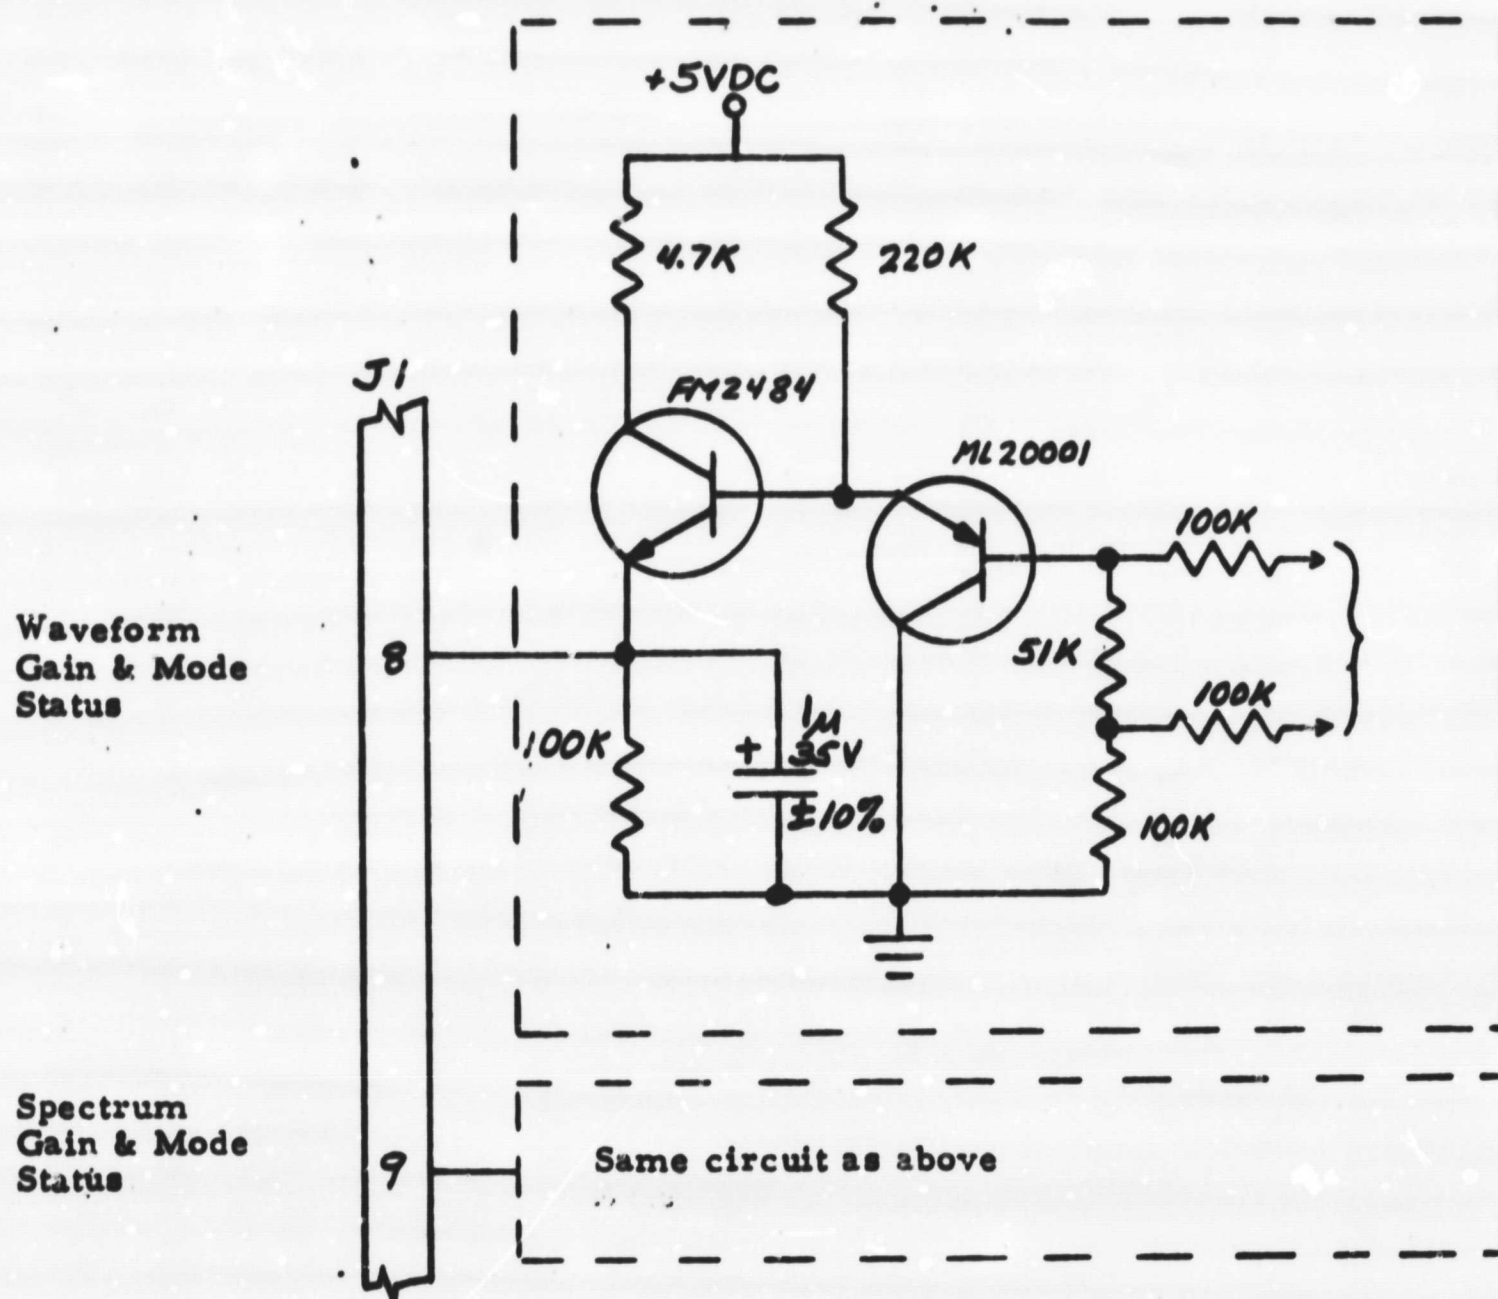 +5VDC
4.7K
220K
J1
FM2484
ML20001
100K
Waveform
Gain & Mode
Status
8
51K
100K
100K
+
1µ
35V
±10%
100K
Spectrum
Gain & Mode
Status
9
Same circuit as above